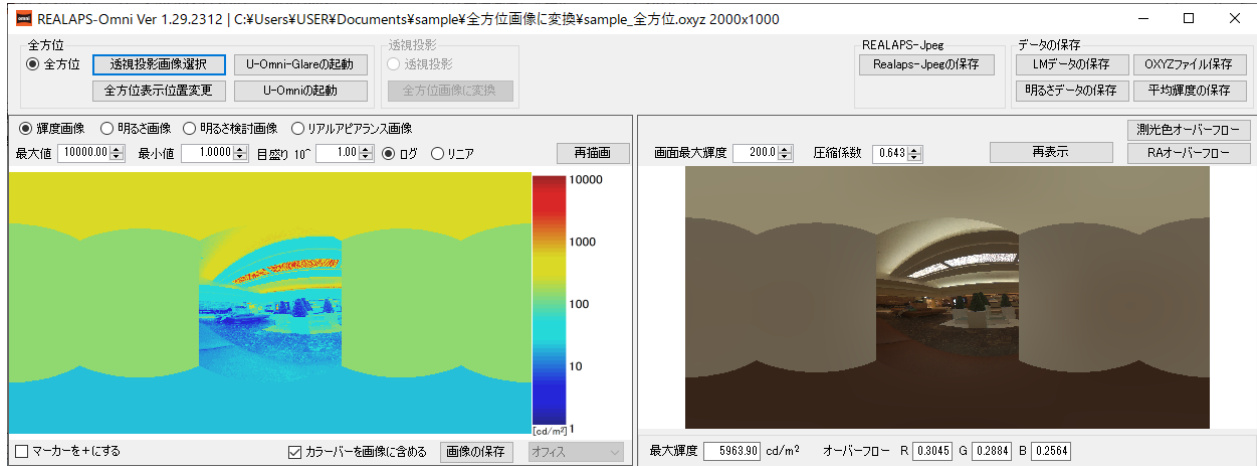 REALAPS-Omni Ver 1.29.2312 | C:¥Users¥USER¥Documents¥sample¥全方位画像に変換¥sample_全方位.oxyz 2000x1000
全方位
全方位 透視投影画像選択 U-Omni-Glareの起動
全方位表示位置変更 U-Omniの起動
透視投影
透視投影
全方位画像に変換
REALAPS-Jpeg
Realaps-Jpegの保存
データの保存
LMデータの保存 OXYZファイル保存
明るさデータの保存 平均輝度の保存
輝度画像 明るさ画像 明るさ検討画像 リアルアピアランス画像
最大値 10000.00 最小値 1.0000 目盛り 10^ 1.00 ログ リニア 再描画
10000
1000
100
10
1
[cd/m²]
マーカーを+にする カラーバーを画像に含める 画像の保存 オフィス
測光色オーバーフロー
画面最大輝度 200.0 圧縮係数 0.643 再表示 RAオーバーフロー
最大輝度 5963.90 cd/m² オーバーフロー R 0.3045 G 0.2884 B 0.2564